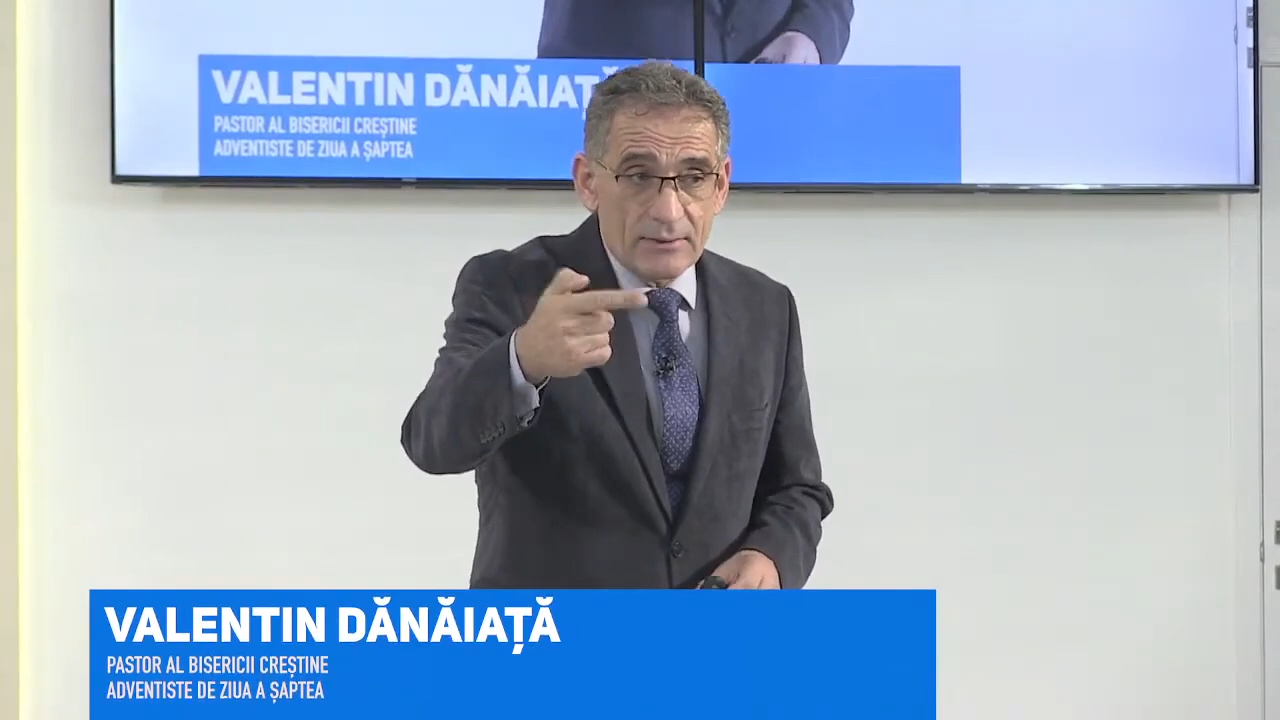 VALENTIN DĂNĂIAȚ
PASTOR AL BISERICII CREȘTINE
ADVENTISTE DE ZIUA A ȘAPTEA
VALENTIN DĂNĂIAȚĂ
PASTOR AL BISERICII CREȘTINE
ADVENTISTE DE ZIUA A ȘAPTEA